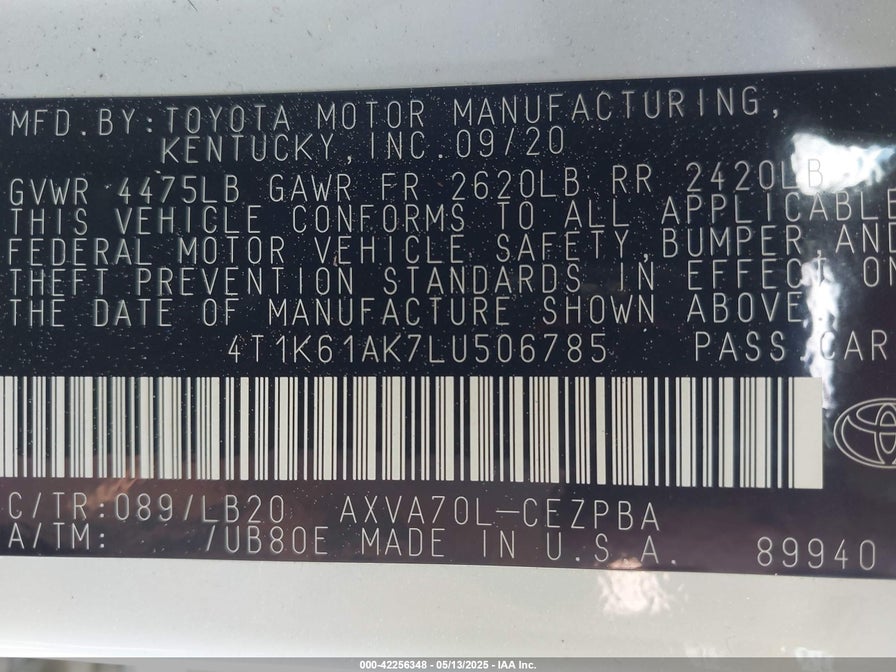 MFD.BY:TOYOTA MOTOR MANUFACTURING,
KENTUCKY,INC.09/20
GVWR 4475LB GAWR FR 2620LB RR 2420LB
THIS VEHICLE CONFORMS TO ALL APPLICABLE
FEDERAL MOTOR VEHICLE SAFETY,BUMPER,AND
THEFT PREVENTION STANDARDS IN EFFECT ON
THE DATE OF MANUFACTURE SHOWN ABOVE.
4T1K61AK7LU506785 PASS.CAR
C/TR:089/LB20 AXVA70L-CEZPBA
A/TM: /UB80E MADE IN U.S.A. 89940
000-42256348 - 05/13/2025 - IAA Inc.